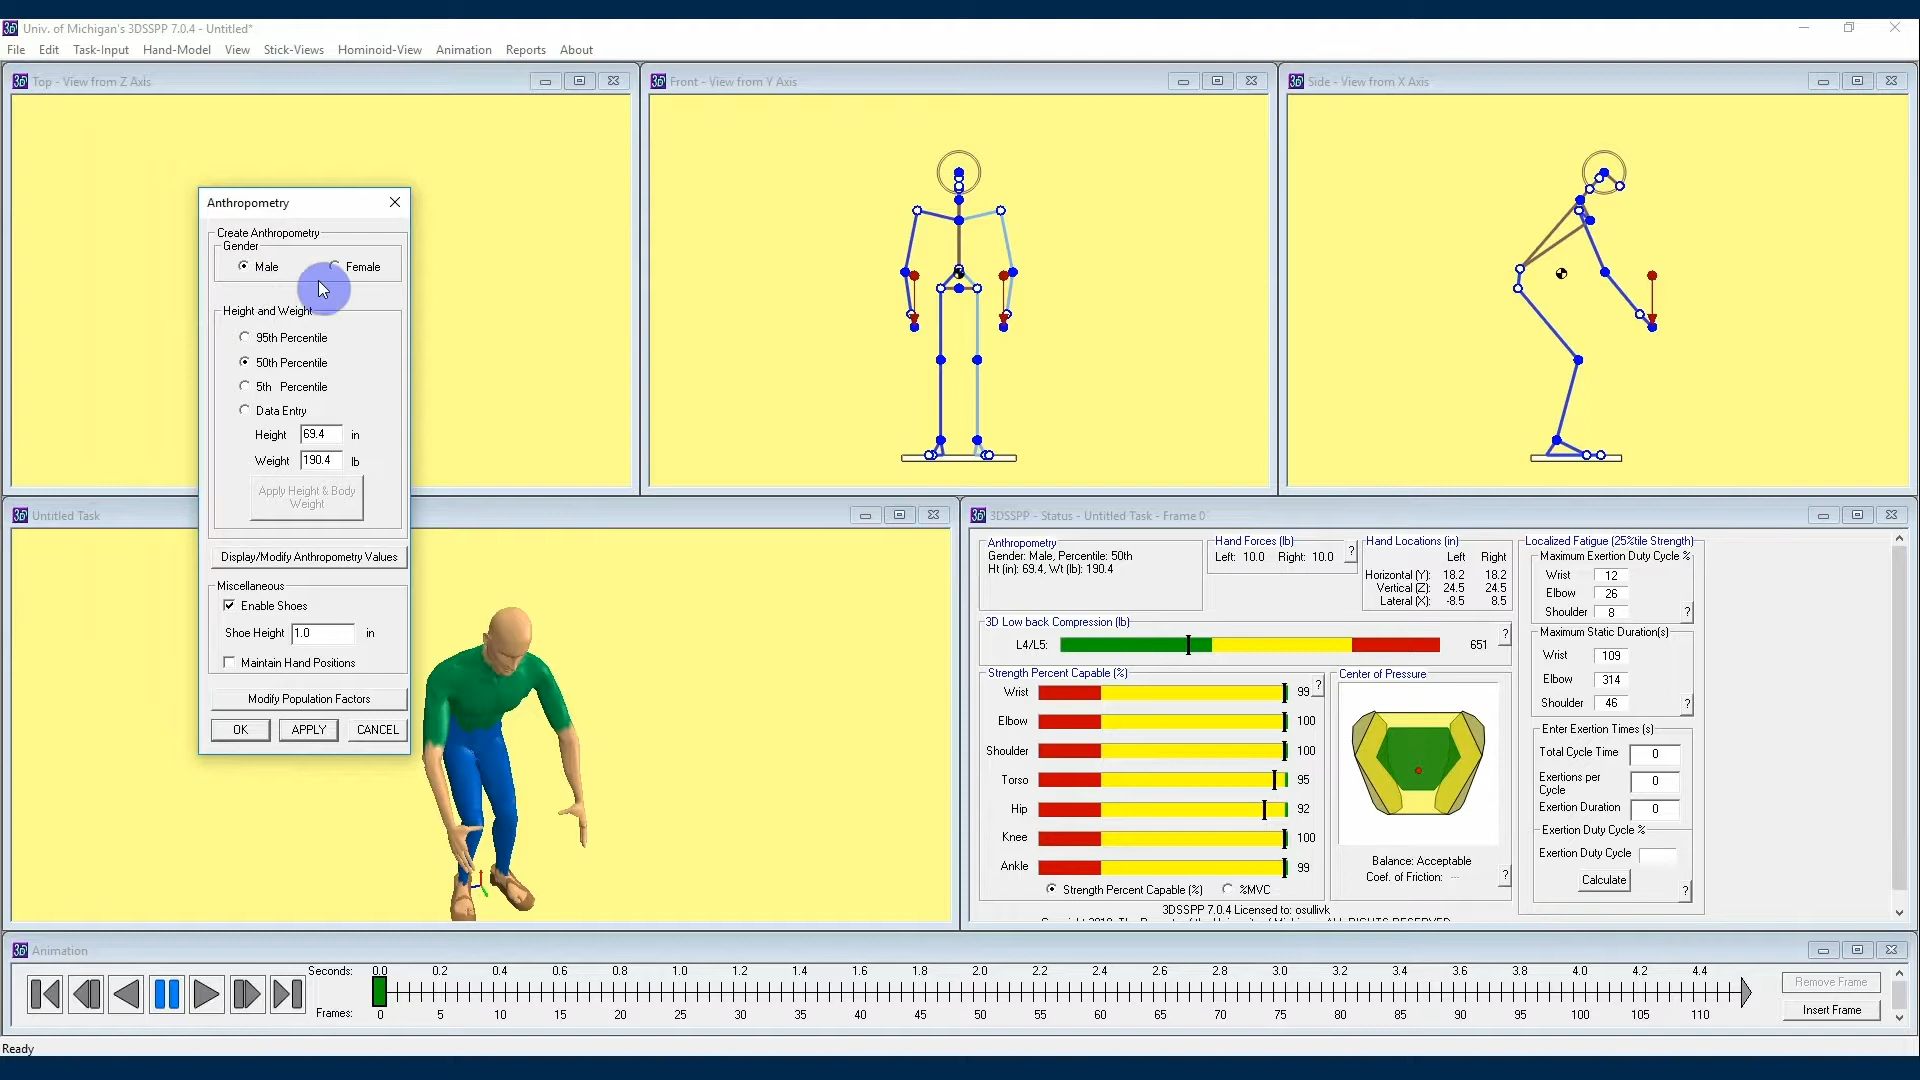 Univ. of Michigan's 3DSSPP 7.0.4 - Untitled*
File Edit Task-Input Hand-Model View Stick-Views Hominoid-View Animation Reports About
Top - View from Z Axis
Front - View from Y Axis
Side - View from X Axis
Anthropometry
Create Anthropometry
Gender
Male Female
Height and Weight
95th Percentile
50th Percentile
5th Percentile
Data Entry
Height 69.4 in
Weight 190.4 lb
Apply Height & Body
Weight
Display/Modify Anthropometry Values
Miscellaneous
Enable Shoes
Shoe Height 1.0 in
Maintain Hand Positions
Modify Population Factors
OK APPLY CANCEL
Untitled Task
3DSSPP - Status - Untitled Task - Frame 0
Anthropometry
Gender: Male, Percentile: 50th
Ht (in): 69.4, Wt (lb): 190.4
Hand Forces (lb)
Left: 10.0 Right: 10.0 ?
Hand Locations (in)
Left Right
Horizontal (Y): 18.2 18.2
Vertical (Z): 24.5 24.5
Lateral (X): -8.5 8.5
3D Low back Compression (lb)
L4/L5: 651 ?
Strength Percent Capable (%)
Wrist 99 ?
Elbow 100
Shoulder 100
Torso 95
Hip 92
Knee 100
Ankle 99
Strength Percent Capable (%) %MVC
Center of Pressure
Balance: Acceptable
Coef. of Friction: ---
?
Localized Fatigue (25%tile Strength)
Maximum Exertion Duty Cycle %
Wrist 12
Elbow 26
Shoulder 8 ?
Maximum Static Duration(s)
Wrist 109
Elbow 314
Shoulder 46 ?
Enter Exertion Times (s)
Total Cycle Time 0
Exertions per
Cycle 0
Exertion Duration 0
Exertion Duty Cycle %
Exertion Duty Cycle
Calculate ?
3DSSPP 7.0.4 Licensed to: osullivk
Animation
Seconds: 0.0 0.2 0.4 0.6 0.8 1.0 1.2 1.4 1.6 1.8 2.0 2.2 2.4 2.6 2.8 3.0 3.2 3.4 3.6 3.8 4.0 4.2 4.4
Frames: 0 5 10 15 20 25 30 35 40 45 50 55 60 65 70 75 80 85 90 95 100 105 110
Remove Frame
Insert Frame
Ready